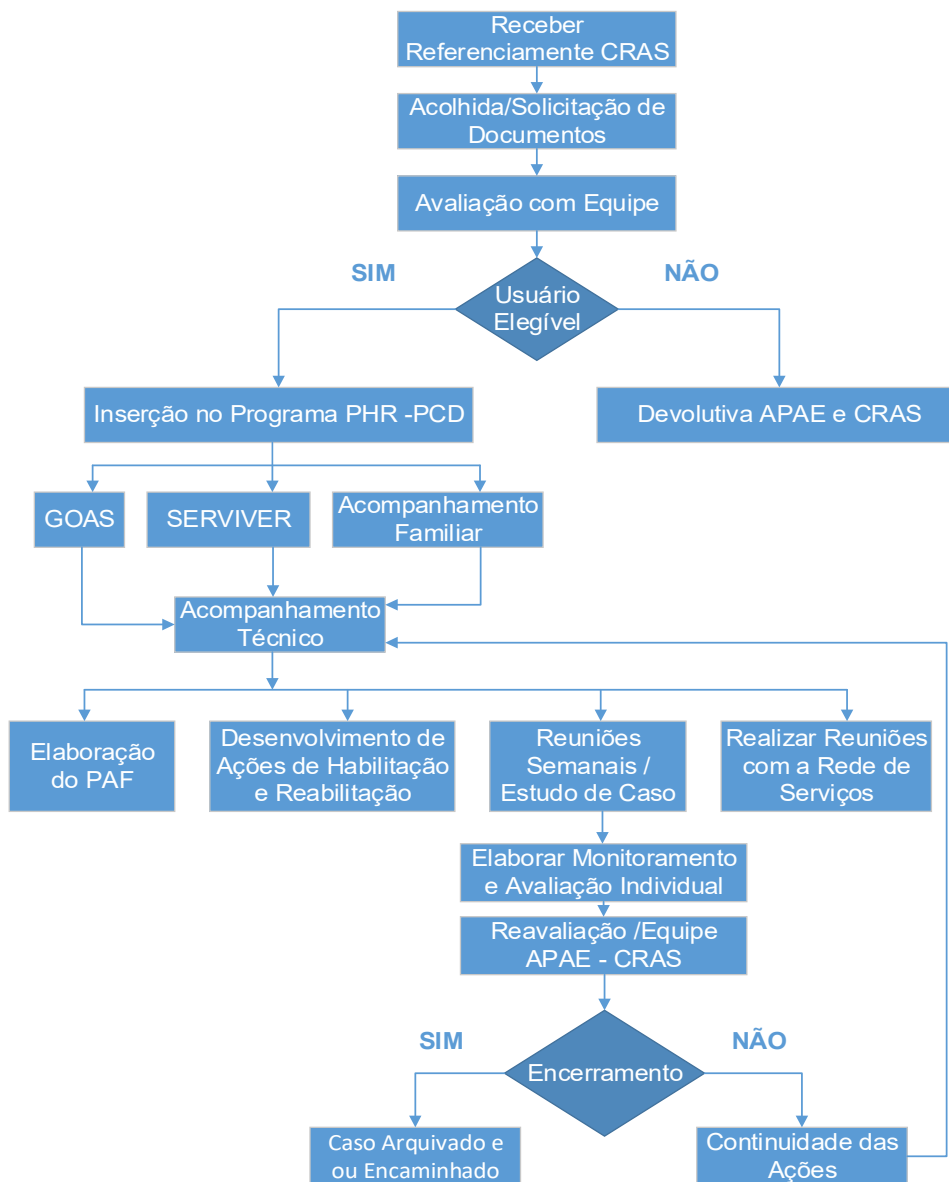 Receber
Referenciamente CRAS
Acolhida/Solicitação de
Documentos
Avaliação com Equipe
SIM
NÃO
Usuário
Elegível
Inserção no Programa PHR -PCD
Devolutiva APAE e CRAS
GOAS
SERVIVER
Acompanhamento
Familiar
Acompanhamento
Técnico
Elaboração
do PAF
Desenvolvimento de
Ações de Habilitação
e Reabilitação
Reuniões
Semanais /
Estudo de Caso
Realizar Reuniões
com a Rede de
Serviços
Elaborar Monitoramento
e Avaliação Individual
Reavaliação /Equipe
APAE - CRAS
SIM
NÃO
Encerramento
Caso Arquivado e
ou Encaminhado
Continuidade das
Ações